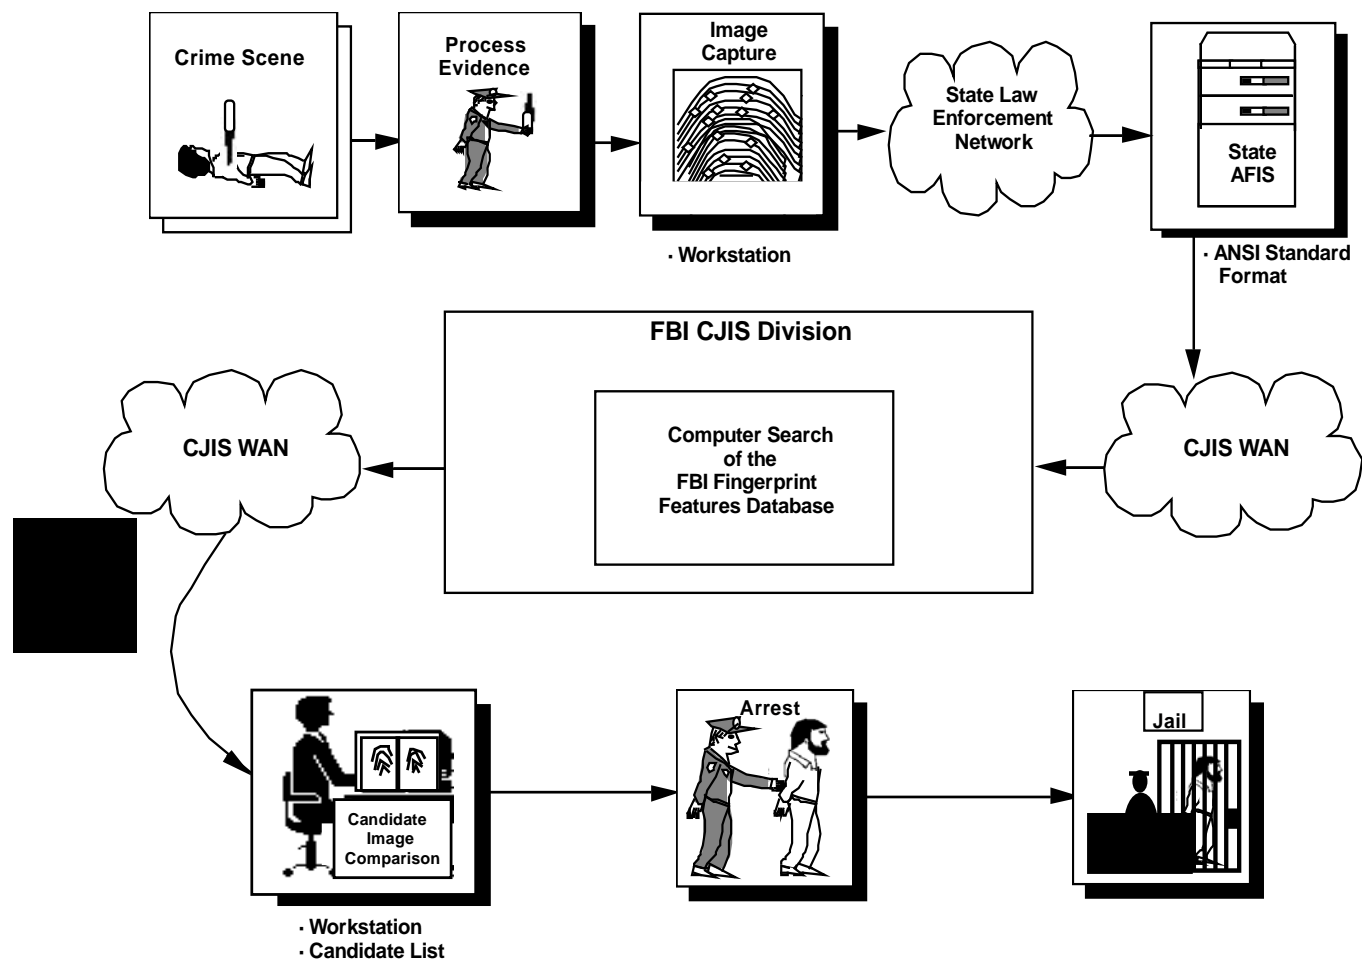 Crime Scene
Process
Evidence
Image
Capture
· Workstation
State Law
Enforcement
Network
State
AFIS
· ANSI Standard
Format
CJIS WAN
FBI CJIS Division
Computer Search
of the
FBI Fingerprint
Features Database
CJIS WAN
Candidate
Image
Comparison
· Workstation
· Candidate List
Arrest
Jail